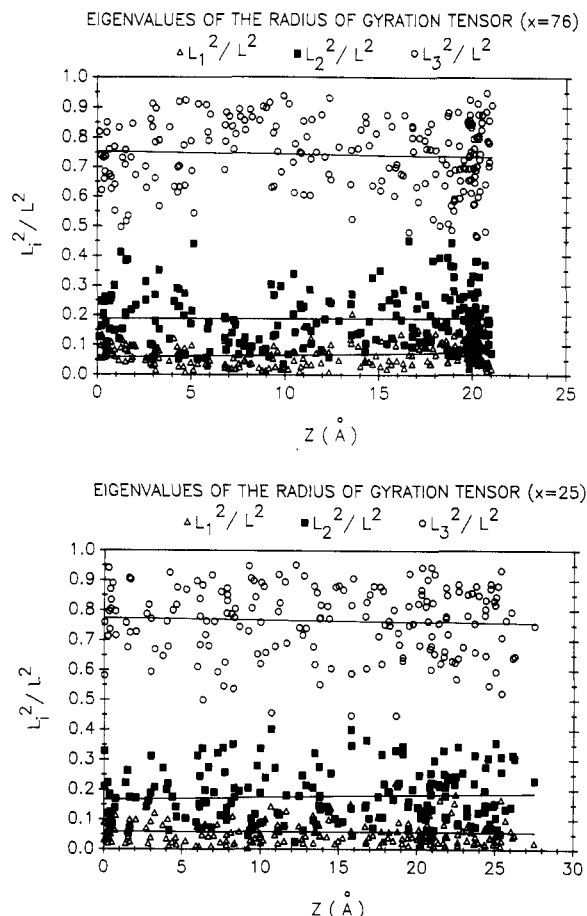 EIGENVALUES OF THE RADIUS OF GYRATION TENSOR (x=76)
△ L₁²/ L² ■ L₂²/ L² ○ L₃²/ L²
1.0
0.9
0.8
0.7
0.6
0.5
0.4
0.3
0.2
0.1
0.0
Lᵢ²/ L²
0 5 10 15 20 25
Z (Å)
EIGENVALUES OF THE RADIUS OF GYRATION TENSOR (x=25)
△ L₁²/ L² ■ L₂²/ L² ○ L₃²/ L²
1.0
0.9
0.8
0.7
0.6
0.5
0.4
0.3
0.2
0.1
0.0
Lᵢ²/ L²
0 5 10 15 20 25 30
Z (Å)